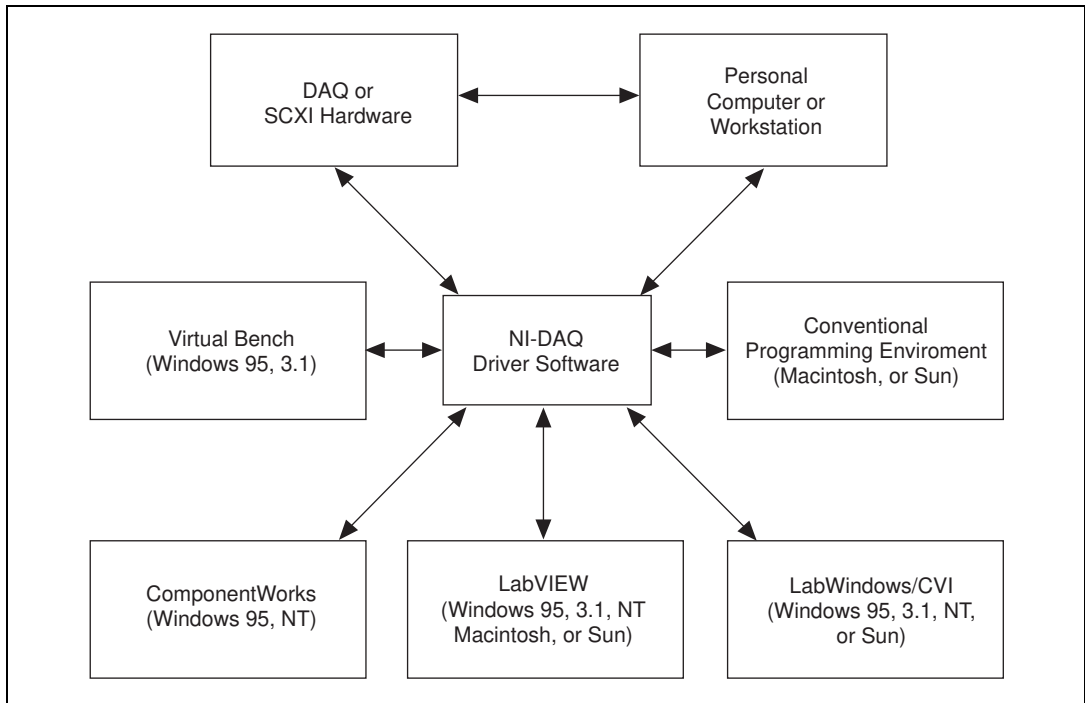 DAQ or
SCXI Hardware
Personal
Computer or
Workstation
Virtual Bench
(Windows 95, 3.1)
NI-DAQ
Driver Software
Conventional
Programming Enviroment
(Macintosh, or Sun)
ComponentWorks
(Windows 95, NT)
LabVIEW
(Windows 95, 3.1, NT
Macintosh, or Sun)
LabWindows/CVI
(Windows 95, 3.1, NT,
or Sun)